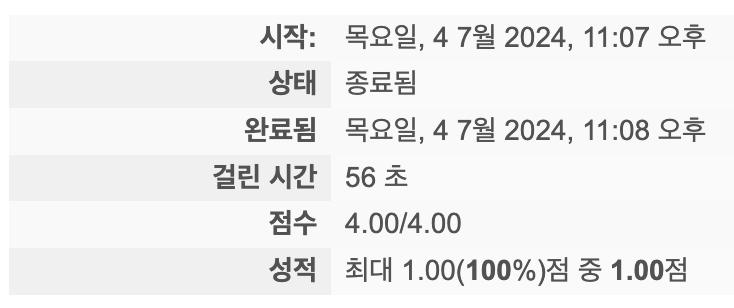 시작: 목요일, 4 7월 2024, 11:07 오후
상태 종료됨
완료됨 목요일, 4 7월 2024, 11:08 오후
걸린 시간 56 초
점수 4.00/4.00
성적 최대 1.00(100%)점 중 1.00점